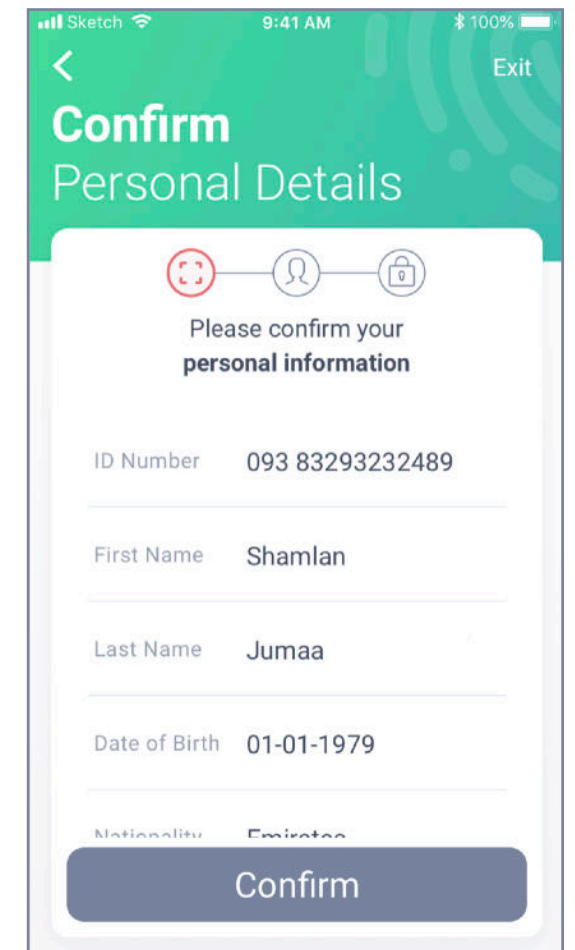 Sketch 9:41 AM 100%
Exit
Confirm
Personal Details
Please confirm your
personal information
ID Number 093 83293232489
First Name Shamlan
Last Name Jumaa
Date of Birth 01-01-1979
Nationality
Confirm